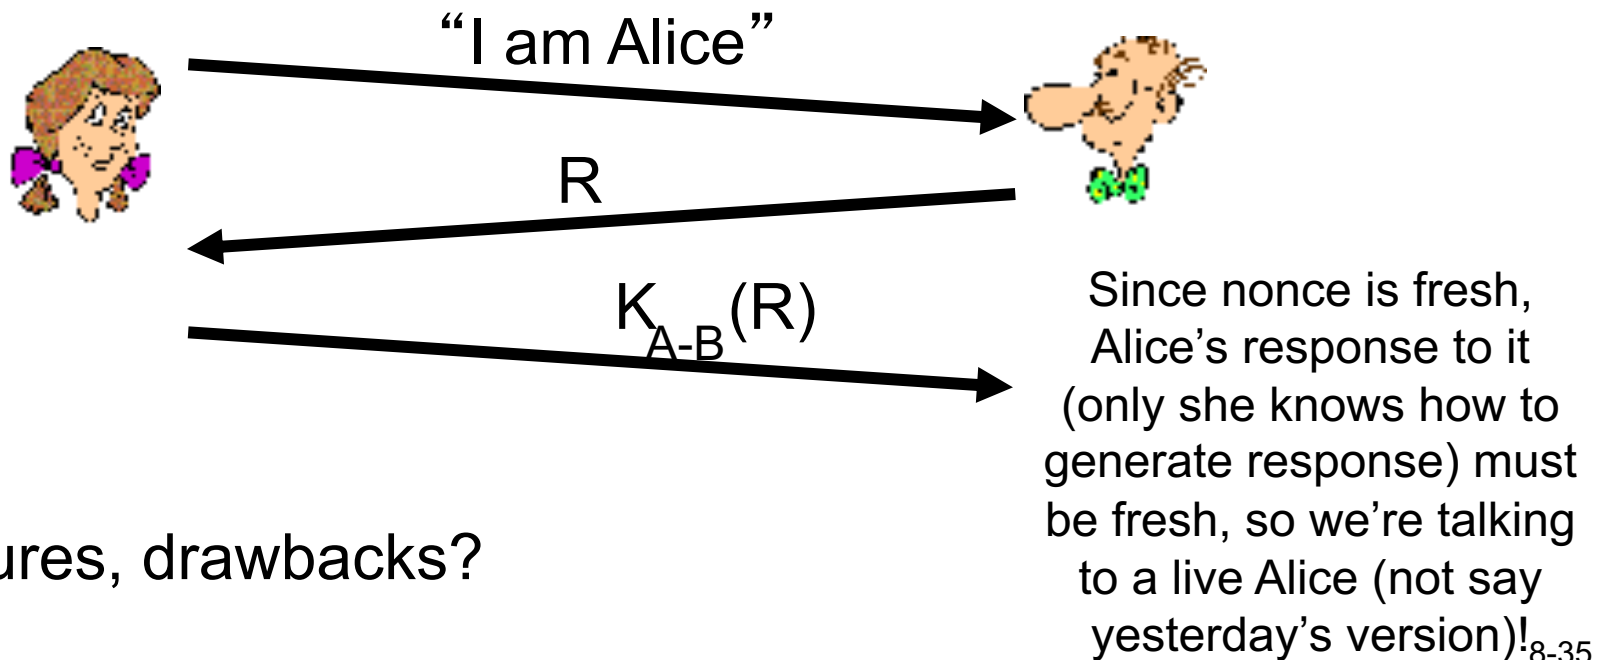 “I am Alice”
R
K A-B (R)
Since nonce is fresh,
Alice’s response to it
(only she knows how to
generate response) must
be fresh, so we’re talking
to a live Alice (not say
yesterday’s version)!
ures, drawbacks?
8-35